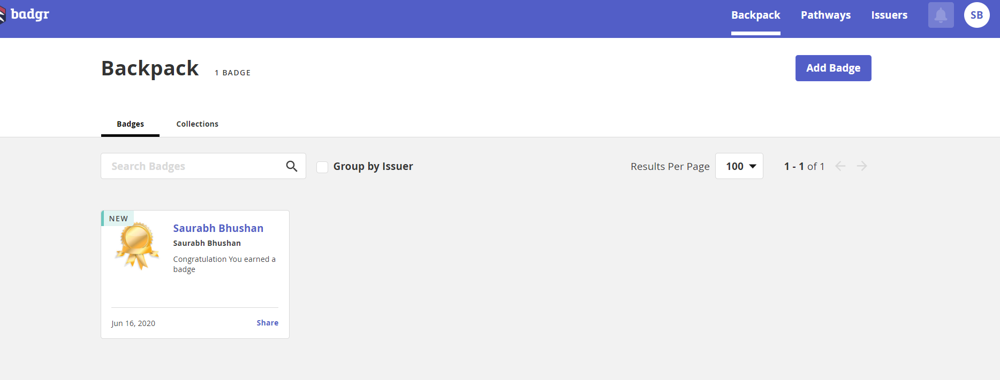 badgr
Backpack Pathways Issuers SB
Backpack 1 BADGE
Add Badge
Badges Collections
Search Badges Group by Issuer Results Per Page 100 1 - 1 of 1
NEW
Saurabh Bhushan
Saurabh Bhushan
Congratulation You earned a
badge
Jun 16, 2020 Share